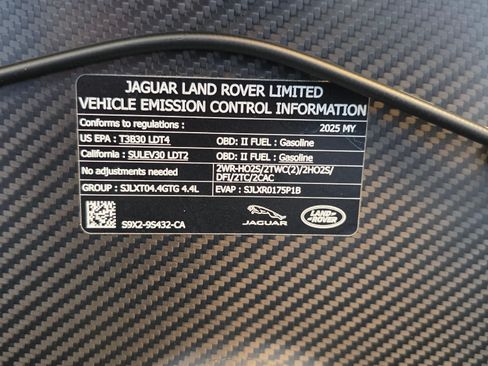 JAGUAR LAND ROVER LIMITED
VEHICLE EMISSION CONTROL INFORMATION
Conforms to regulations : 2025 MY
US EPA : T3B30 LDT4 OBD: II FUEL : Gasoline
California : SULEV30 LDT2 OBD: II FUEL : Gasoline
No adjustments needed 2WR-HO2S/2TWC(2)/2HO2S/
DFI/2TC/2CAC
GROUP : SJLXT04.4GTG 4.4L EVAP : SJLXR0175P1B
S9X2-9S432-CA
JAGUAR
LAND ROVER